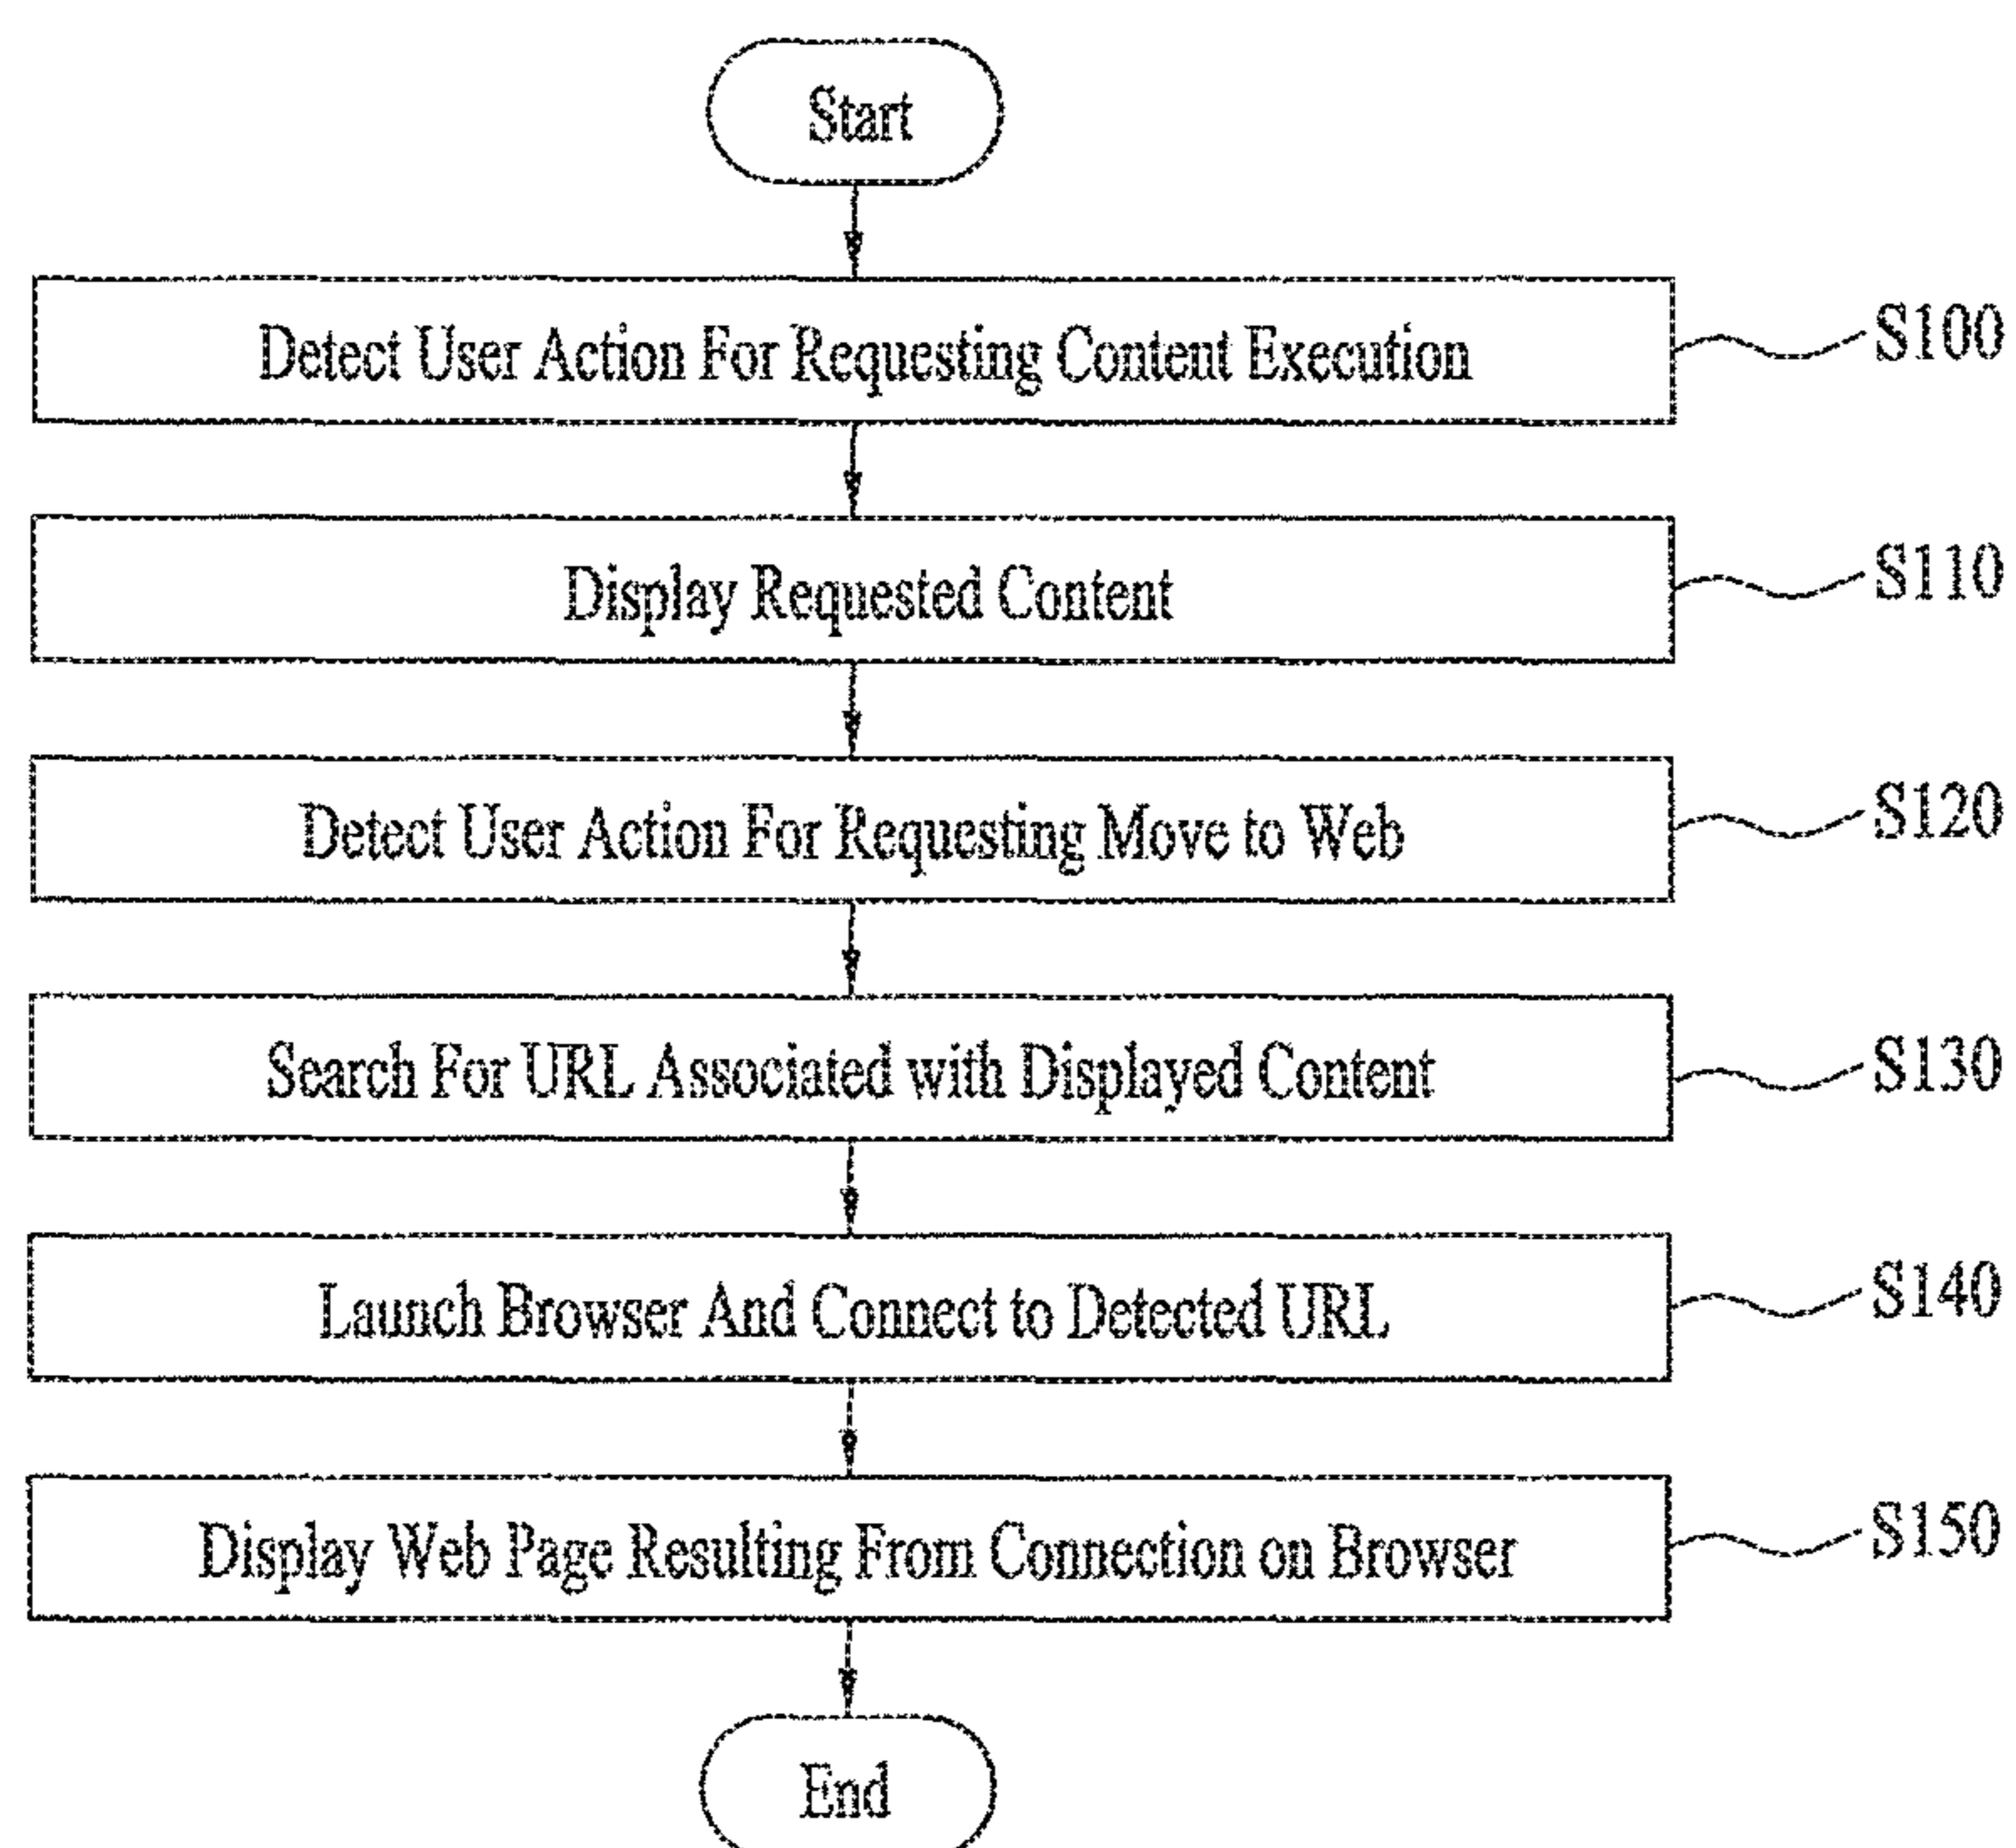 Start
Detect User Action For Requesting Content Execution
S100
Display Requested Content
S110
Detect User Action For Requesting Move to Web
S120
Search For URL Associated with Displayed Content
S130
Launch Browser And Connect to Detected URL
S140
Display Web Page Resulting From Connection on Browser
S150
End